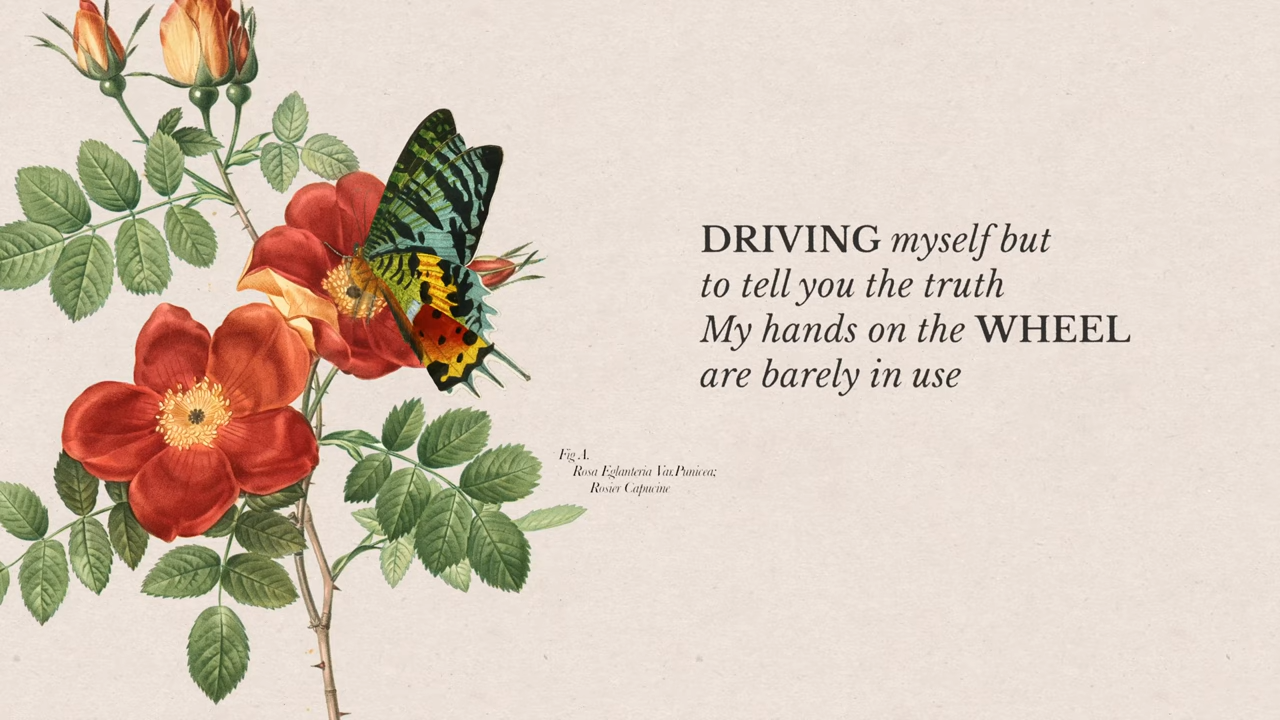 DRIVING myself but
to tell you the truth
My hands on the WHEEL
are barely in use
Fig A.
Rosa Eglanteria Var.Punicea;
Rosier Capucine